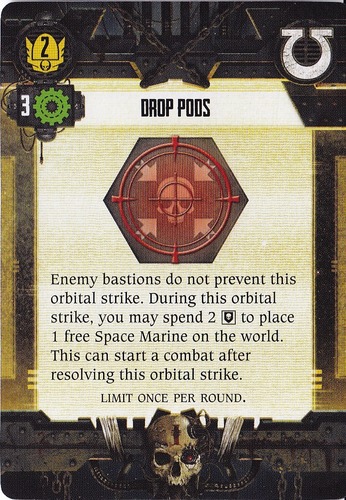 2
3
DROP PODS
Enemy bastions do not prevent this
orbital strike. During this orbital
strike, you may spend 2 to place
1 free Space Marine on the world.
This can start a combat after
resolving this orbital strike.
LIMIT ONCE PER ROUND.